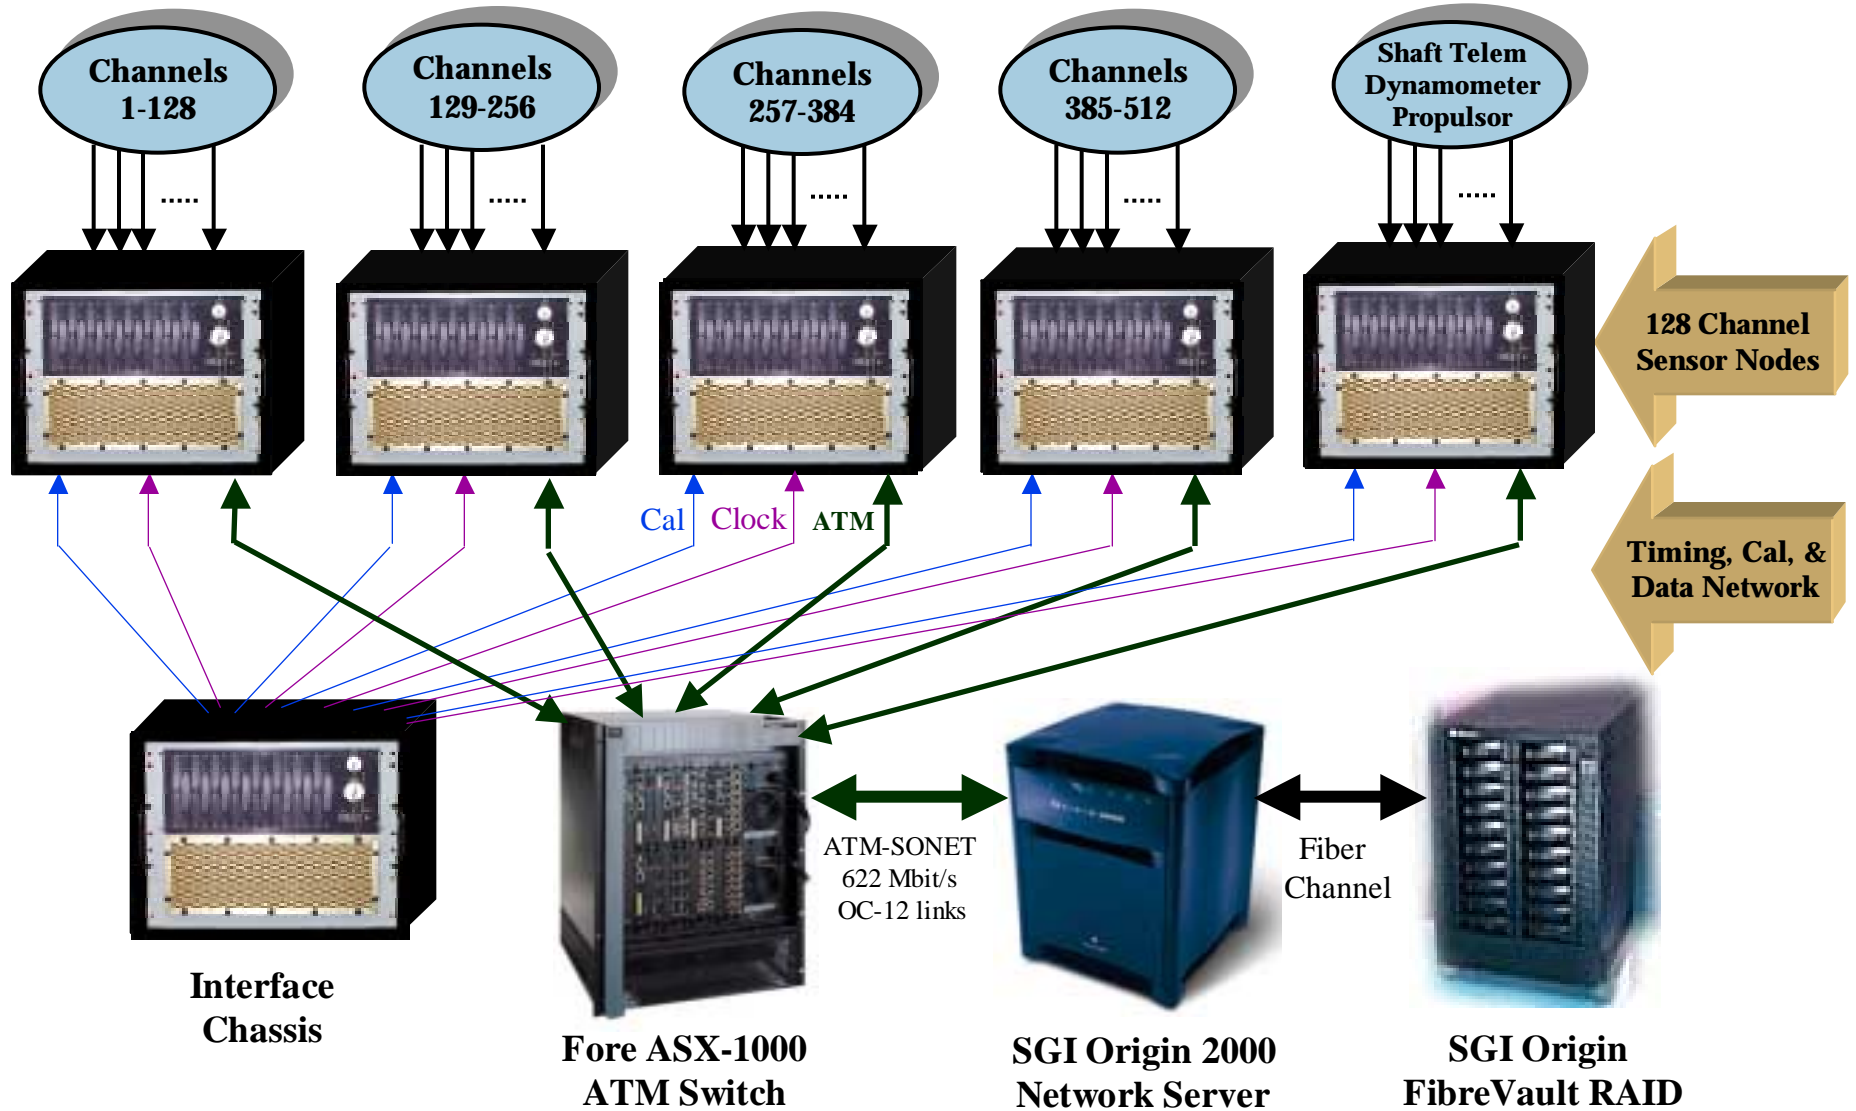 Channels
1-128
Channels
129-256
Channels
257-384
Channels
385-512
Shaft Telem
Dynamometer
Propulsor
.....
.....
.....
.....
.....
128 Channel
Sensor Nodes
Cal
Clock
ATM
Timing, Cal, &
Data Network
ATM-SONET
622 Mbit/s
OC-12 links
Fiber
Channel
Interface
Chassis
Fore ASX-1000
ATM Switch
SGI Origin 2000
Network Server
SGI Origin
FibreVault RAID